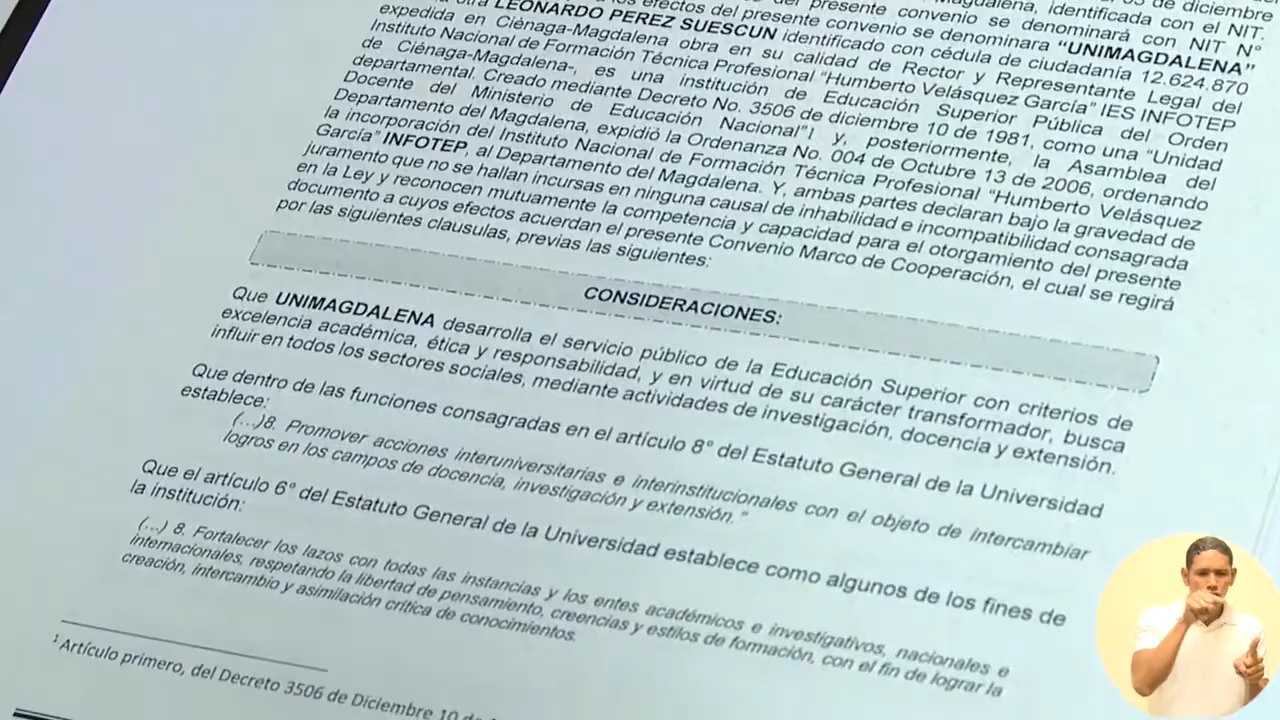 presente convenio se denominará con NIT N°
LEONARDO PEREZ SUESCUN identificado con cédula de ciudadanía 12.624.870
expedida en Ciénaga-Magdalena obra en su calidad de Rector y Representante Legal del
Instituto Nacional de Formación Técnica Profesional “Humberto Velásquez García” IES INFOTEP
de Ciénaga-Magdalena-, es una institución de Educación Superior Pública del Orden
departamental. Creado mediante Decreto No. 3506 de diciembre 10 de 1981, como una “Unidad
Docente del Ministerio de Educación Nacional”1 y, posteriormente, la Asamblea del
Departamento del Magdalena, expidió la Ordenanza No. 004 de Octubre 13 de 2006, ordenando
la incorporación del Instituto Nacional de Formación Técnica Profesional “Humberto Velásquez
García” INFOTEP, al Departamento del Magdalena. Y, ambas partes declaran bajo la gravedad de
juramento que no se hallan incursas en ninguna causal de inhabilidad e incompatibilidad consagrada
en la Ley y reconocen mutuamente la competencia y capacidad para el otorgamiento del presente
documento a cuyos efectos acuerdan el presente Convenio Marco de Cooperación, el cual se regirá
por las siguientes clausulas, previas las siguientes:
CONSIDERACIONES:
Que UNIMAGDALENA desarrolla el servicio público de la Educación Superior con criterios de
excelencia académica, ética y responsabilidad, y en virtud de su carácter transformador, busca
influir en todos los sectores sociales, mediante actividades de investigación, docencia y extensión.
Que dentro de las funciones consagradas en el artículo 8° del Estatuto General de la Universidad
establece:
(...)8. Promover acciones interuniversitarias e interinstitucionales con el objeto de intercambiar
logros en los campos de docencia, investigación y extensión.”
Que el artículo 6° del Estatuto General de la Universidad establece como algunos de los fines de
la institución:
(...) 8. Fortalecer los lazos con todas las instancias y los entes académicos e investigativos, nacionales e
internacionales, respetando la libertad de pensamiento, creencias y estilos de formación, con el fin de lograr la
creación, intercambio y asimilación crítica de conocimientos.
1 Artículo primero, del Decreto 3506 de Diciembre 10